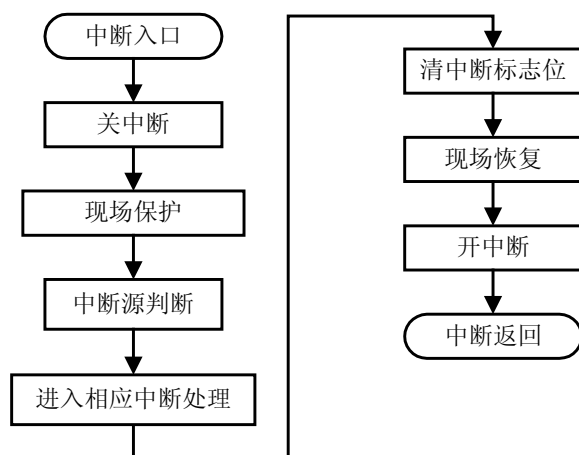 中断入口
关中断
现场保护
中断源判断
进入相应中断处理
清中断标志位
现场恢复
开中断
中断返回